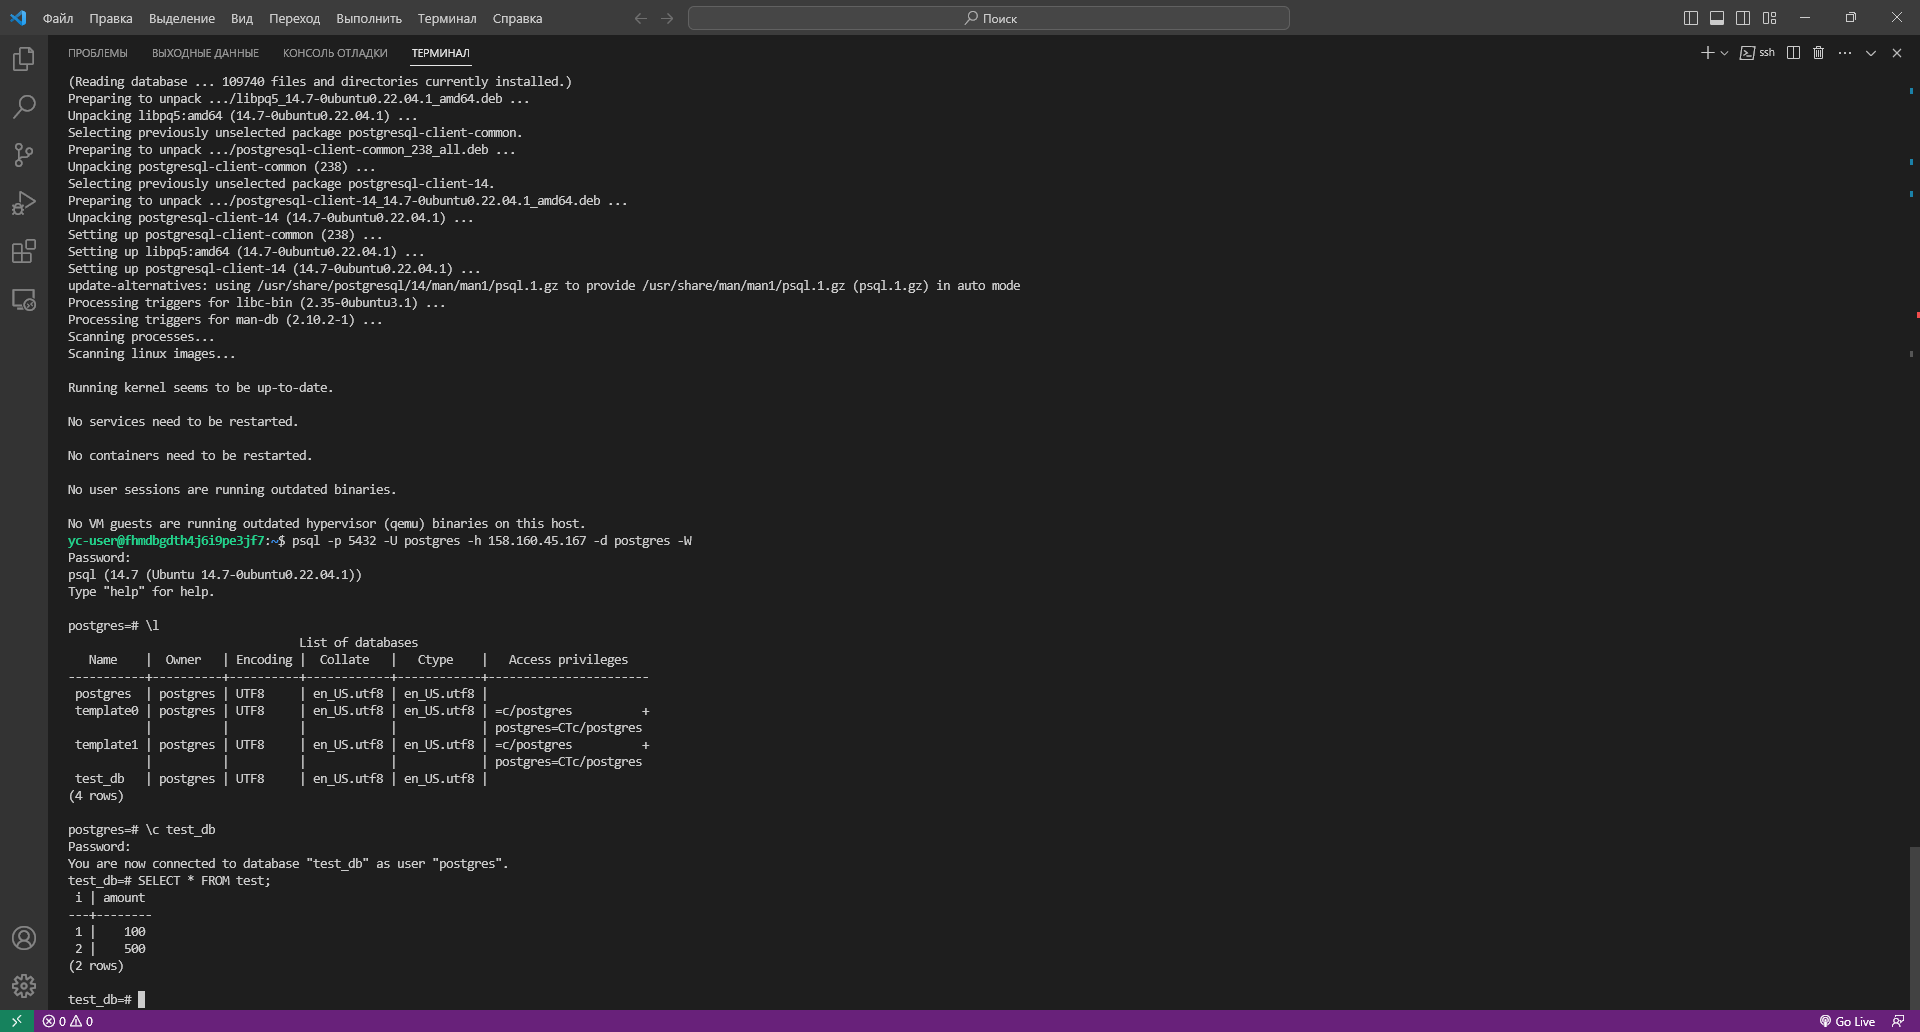 Файл Правка Выделение Вид Переход Выполнить Терминал Справка Поиск
ПРОБЛЕМЫ ВЫХОДНЫЕ ДАННЫЕ КОНСОЛЬ ОТЛАДКИ ТЕРМИНАЛ ssh
(Reading database ... 109740 files and directories currently installed.)
Preparing to unpack .../libpq5_14.7-0ubuntu0.22.04.1_amd64.deb ...
Unpacking libpq5:amd64 (14.7-0ubuntu0.22.04.1) ...
Selecting previously unselected package postgresql-client-common.
Preparing to unpack .../postgresql-client-common_238_all.deb ...
Unpacking postgresql-client-common (238) ...
Selecting previously unselected package postgresql-client-14.
Preparing to unpack .../postgresql-client-14_14.7-0ubuntu0.22.04.1_amd64.deb ...
Unpacking postgresql-client-14 (14.7-0ubuntu0.22.04.1) ...
Setting up postgresql-client-common (238) ...
Setting up libpq5:amd64 (14.7-0ubuntu0.22.04.1) ...
Setting up postgresql-client-14 (14.7-0ubuntu0.22.04.1) ...
update-alternatives: using /usr/share/postgresql/14/man/man1/psql.1.gz to provide /usr/share/man/man1/psql.1.gz (psql.1.gz) in auto mode
Processing triggers for libc-bin (2.35-0ubuntu3.1) ...
Processing triggers for man-db (2.10.2-1) ...
Scanning processes...
Scanning linux images...
Running kernel seems to be up-to-date.
No services need to be restarted.
No containers need to be restarted.
No user sessions are running outdated binaries.
No VM guests are running outdated hypervisor (qemu) binaries on this host.
yc-user@fhmdbgdth4j6i9pe3jf7:~$ psql -p 5432 -U postgres -h 158.160.45.167 -d postgres -W
Password:
psql (14.7 (Ubuntu 14.7-0ubuntu0.22.04.1))
Type "help" for help.
postgres=# \l
                                 List of databases
   Name    |  Owner   | Encoding |  Collate   |   Ctype    |   Access privileges
-----------+----------+----------+------------+------------+-----------------------
 postgres  | postgres | UTF8     | en_US.utf8 | en_US.utf8 |
 template0 | postgres | UTF8     | en_US.utf8 | en_US.utf8 | =c/postgres          +
           |          |          |            |            | postgres=CTc/postgres
 template1 | postgres | UTF8     | en_US.utf8 | en_US.utf8 | =c/postgres          +
           |          |          |            |            | postgres=CTc/postgres
 test_db   | postgres | UTF8     | en_US.utf8 | en_US.utf8 |
(4 rows)
postgres=# \c test_db
Password:
You are now connected to database "test_db" as user "postgres".
test_db=# SELECT * FROM test;
 i | amount
---+--------
 1 |    100
 2 |    500
(2 rows)
test_db=#
0 0 Go Live